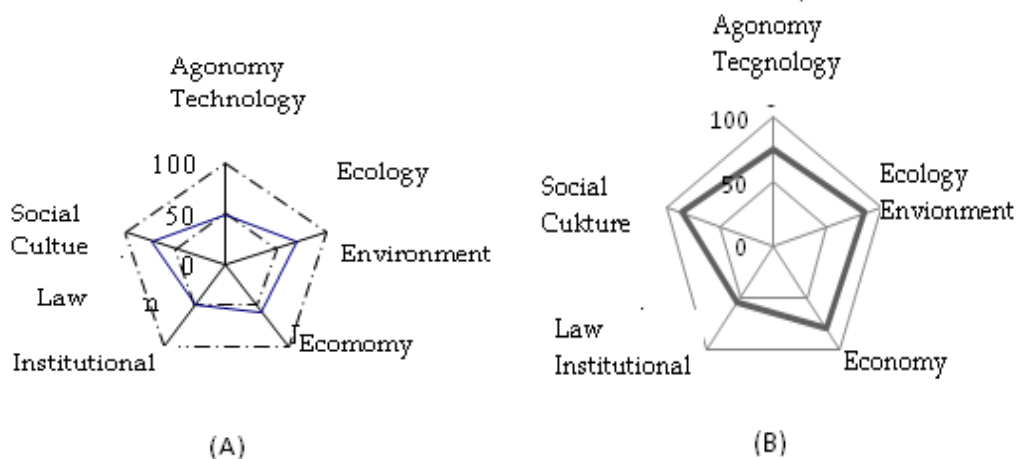 Agonomy
Technology
100
Ecology
50
Social
Cultue
Environment
0
Law
n
Institutional
Ecomomy
(A)
Agonomy
Tecgnology
100
Ecology
Envionment
50
Social
Cukture
0
Law
Institutional
Economy
(B)